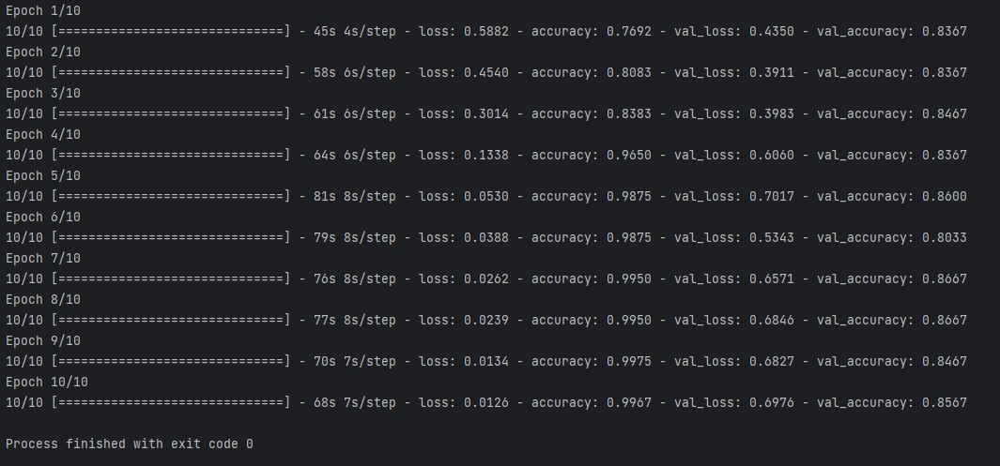 Epoch 1/10
10/10 [==============================] - 45s 4s/step - loss: 0.5882 - accuracy: 0.7692 - val_loss: 0.4350 - val_accuracy: 0.8367
Epoch 2/10
10/10 [==============================] - 58s 6s/step - loss: 0.4540 - accuracy: 0.8083 - val_loss: 0.3911 - val_accuracy: 0.8367
Epoch 3/10
10/10 [==============================] - 61s 6s/step - loss: 0.3014 - accuracy: 0.8383 - val_loss: 0.3983 - val_accuracy: 0.8467
Epoch 4/10
10/10 [==============================] - 64s 6s/step - loss: 0.1338 - accuracy: 0.9650 - val_loss: 0.6060 - val_accuracy: 0.8367
Epoch 5/10
10/10 [==============================] - 81s 8s/step - loss: 0.0530 - accuracy: 0.9875 - val_loss: 0.7017 - val_accuracy: 0.8600
Epoch 6/10
10/10 [==============================] - 79s 8s/step - loss: 0.0388 - accuracy: 0.9875 - val_loss: 0.5343 - val_accuracy: 0.8033
Epoch 7/10
10/10 [==============================] - 76s 8s/step - loss: 0.0262 - accuracy: 0.9950 - val_loss: 0.6571 - val_accuracy: 0.8667
Epoch 8/10
10/10 [==============================] - 77s 8s/step - loss: 0.0239 - accuracy: 0.9950 - val_loss: 0.6846 - val_accuracy: 0.8667
Epoch 9/10
10/10 [==============================] - 70s 7s/step - loss: 0.0134 - accuracy: 0.9975 - val_loss: 0.6827 - val_accuracy: 0.8467
Epoch 10/10
10/10 [==============================] - 68s 7s/step - loss: 0.0126 - accuracy: 0.9967 - val_loss: 0.6976 - val_accuracy: 0.8567
Process finished with exit code 0